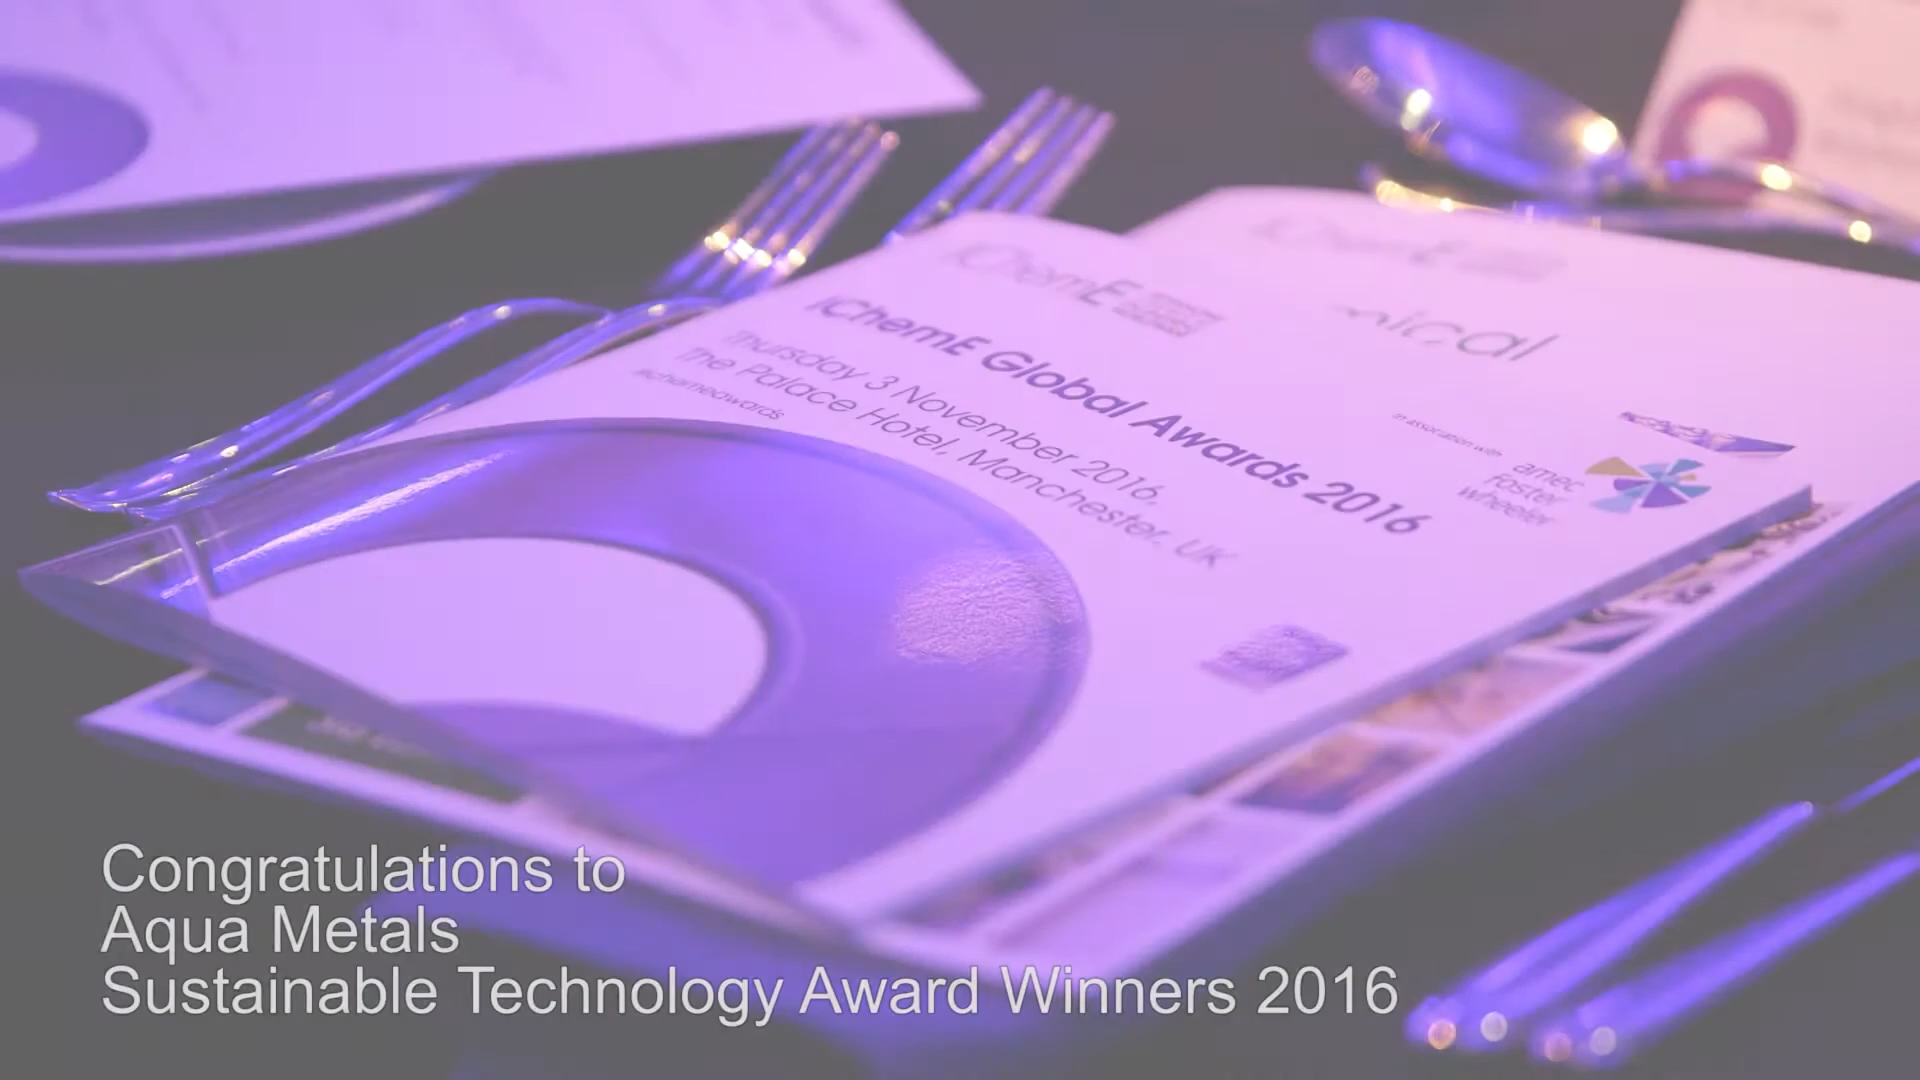 IChemE
IChemE Global Awards 2016
Thursday 3 November 2016,
The Palace Hotel, Manchester, UK
#ichemeawards
in association with
amec
foster
wheeler
Congratulations to
Aqua Metals
Sustainable Technology Award Winners 2016